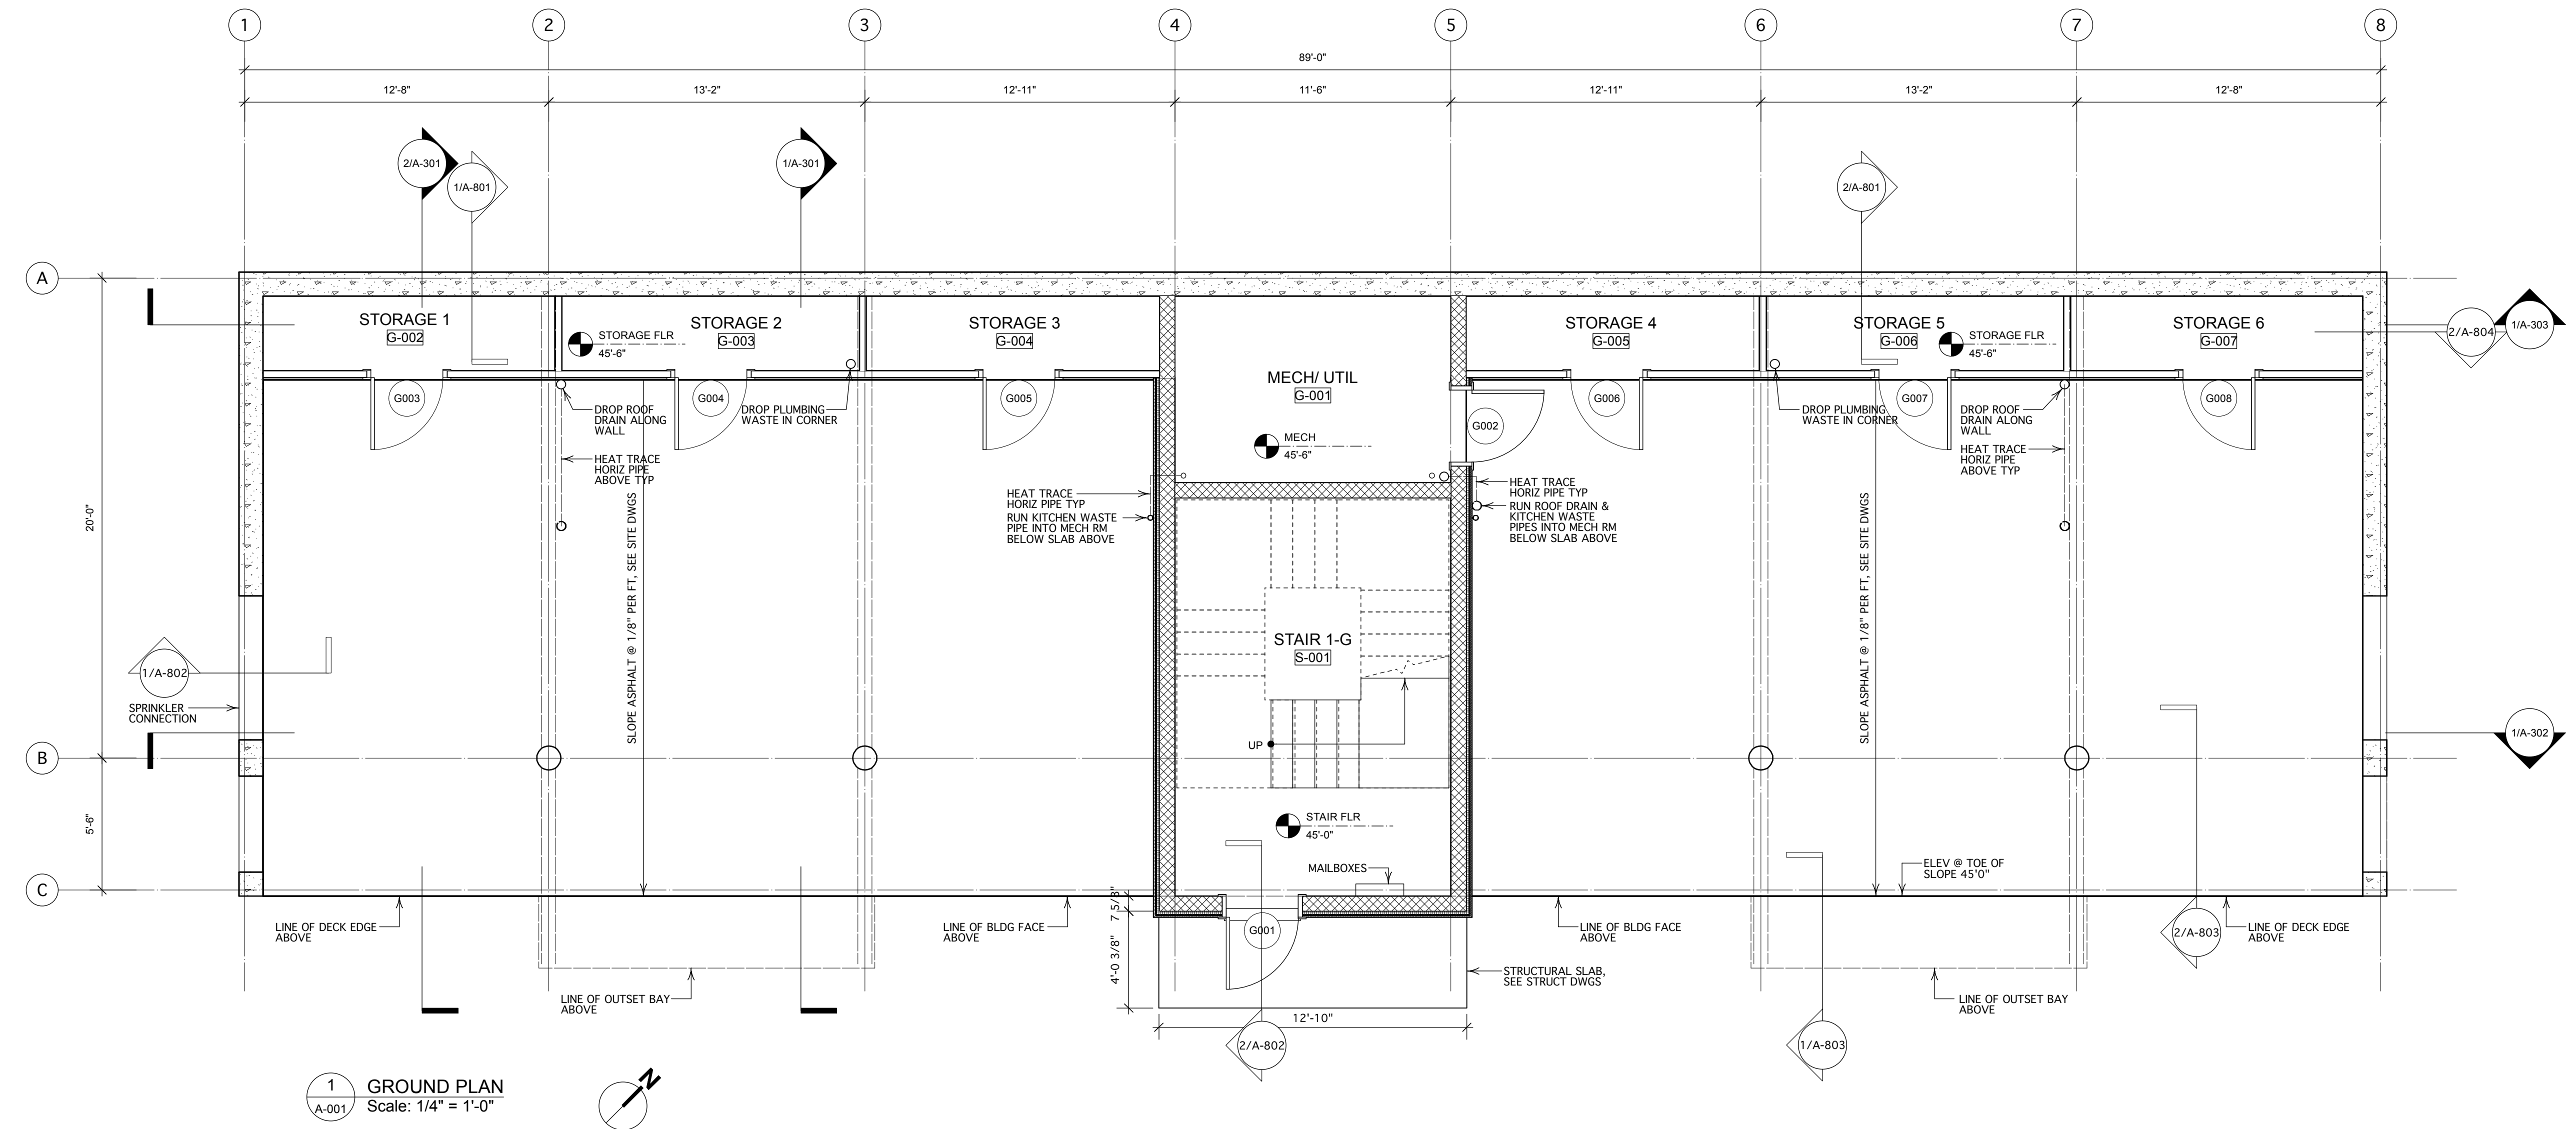 1
2
3
4
5
6
7
8
89'-0"
12'-8"
13'-2"
12'-11"
11'-6"
12'-11"
13'-2"
12'-8"
2/A-301
1/A-801
1/A-301
2/A-801
A
STORAGE 1
G-002
STORAGE FLR
45'-6"
STORAGE 2
G-003
STORAGE 3
G-004
MECH/ UTIL
G-001
STORAGE 4
G-005
STORAGE 5
G-006
STORAGE FLR
45'-6"
STORAGE 6
G-007
2/A-804
1/A-303
G003
DROP ROOF
DRAIN ALONG
WALL
G004
DROP PLUMBING
WASTE IN CORNER
G005
G002
G006
DROP PLUMBING
WASTE IN CORNER
G007
DROP ROOF
DRAIN ALONG
WALL
G008
HEAT TRACE
HORIZ PIPE
ABOVE TYP
MECH
45'-6"
HEAT TRACE
HORIZ PIPE
ABOVE TYP
HEAT TRACE
HORIZ PIPE TYP
RUN KITCHEN WASTE
PIPE INTO MECH RM
BELOW SLAB ABOVE
HEAT TRACE
HORIZ PIPE TYP
RUN ROOF DRAIN &
KITCHEN WASTE
PIPES INTO MECH RM
BELOW SLAB ABOVE
20'-0"
SLOPE ASPHALT @ 1/8" PER FT, SEE SITE DWGS
SLOPE ASPHALT @ 1/8" PER FT, SEE SITE DWGS
STAIR 1-G
S-001
1/A-802
SPRINKLER
CONNECTION
UP
1/A-302
B
5'-6"
STAIR FLR
45'-0"
MAILBOXES
ELEV @ TOE OF
SLOPE 45'0"
C
7 5/8"
4'-0 3/8"
LINE OF DECK EDGE
ABOVE
LINE OF BLDG FACE
ABOVE
G001
LINE OF BLDG FACE
ABOVE
2/A-803
LINE OF DECK EDGE
ABOVE
STRUCTURAL SLAB,
SEE STRUCT DWGS
LINE OF OUTSET BAY
ABOVE
LINE OF OUTSET BAY
ABOVE
12'-10"
2/A-802
1/A-803
1
A-001
GROUND PLAN
Scale: 1/4" = 1'-0"
N